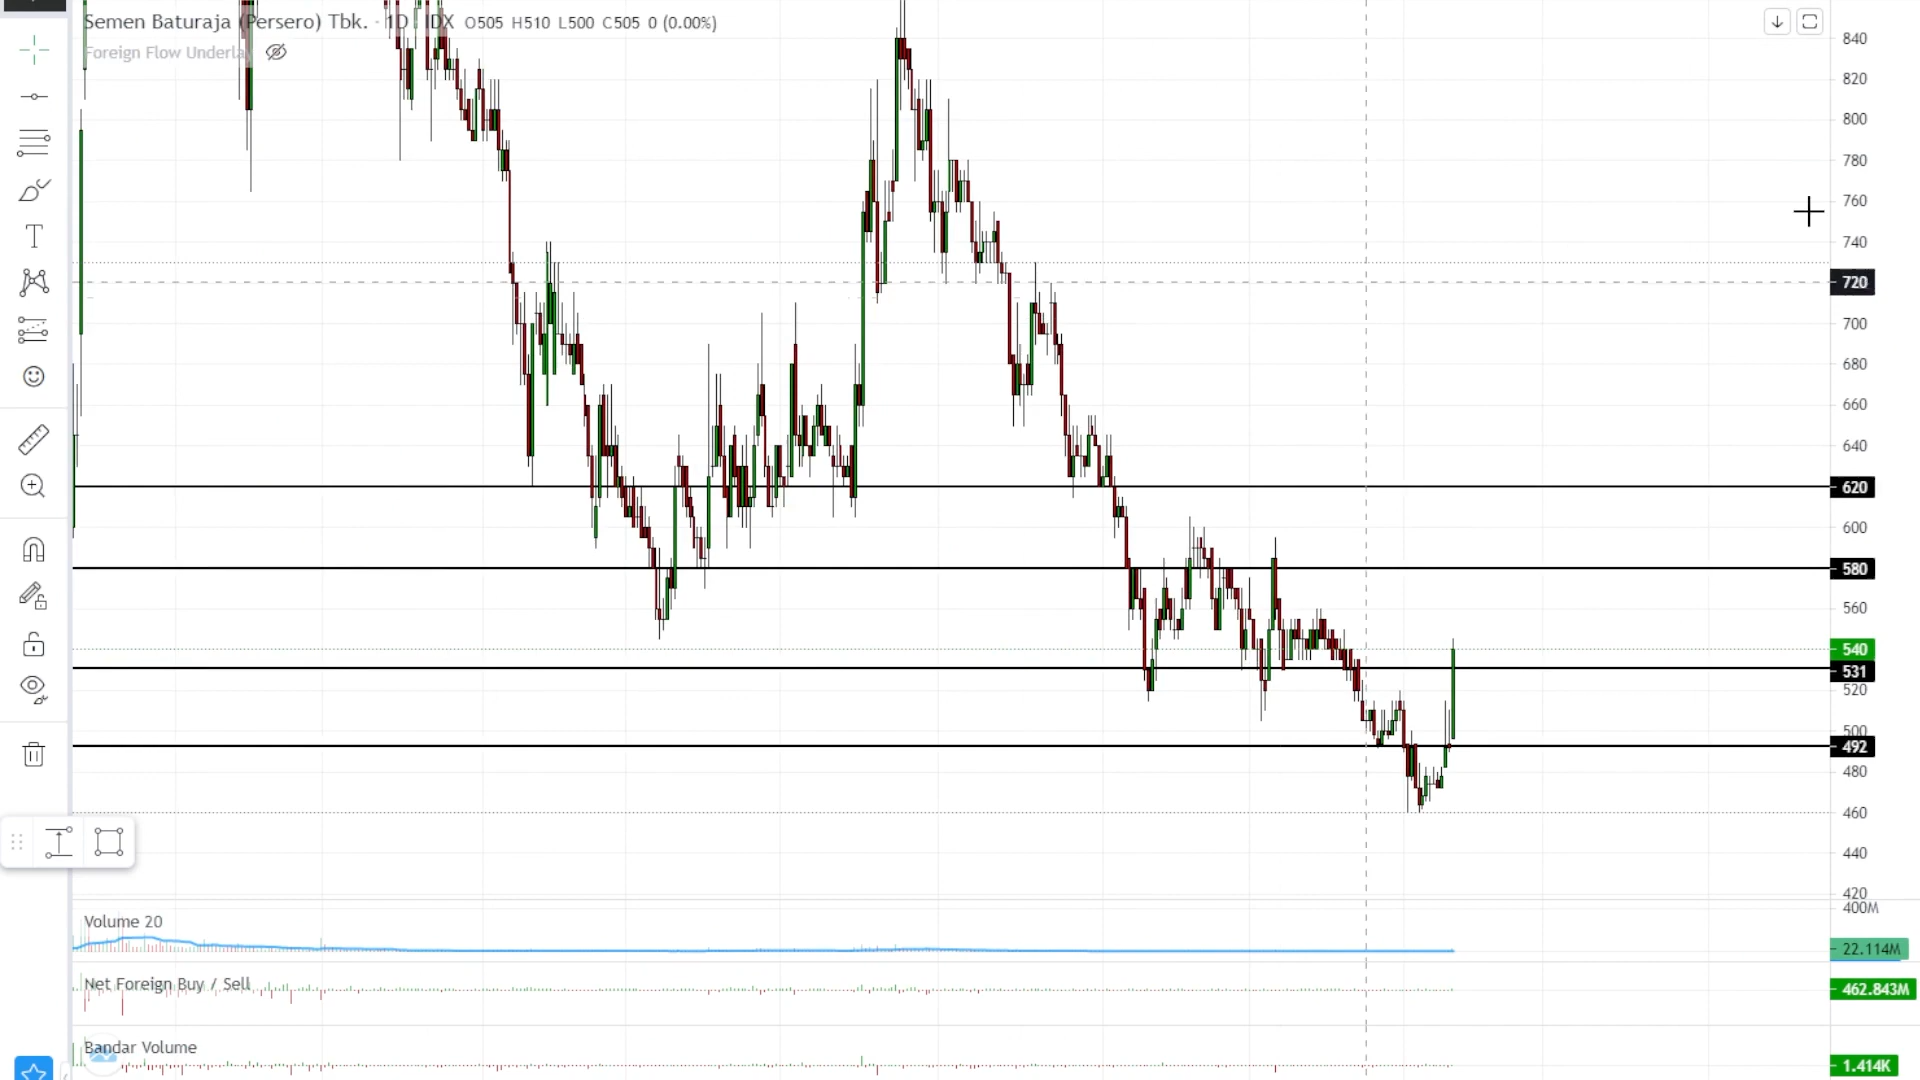 Semen Baturaja (Persero) Tbk. · 1D IDX O505 H510 L500 C505 0 (0.00%)
Foreign Flow Underla
840
820
800
780
760
740
720
700
680
660
640
620
600
580
560
540
531
520
500
492
480
460
440
420
400M
Volume 20
22.114M
Net Foreign Buy / Sell
462.843M
Bandar Volume
1.414K